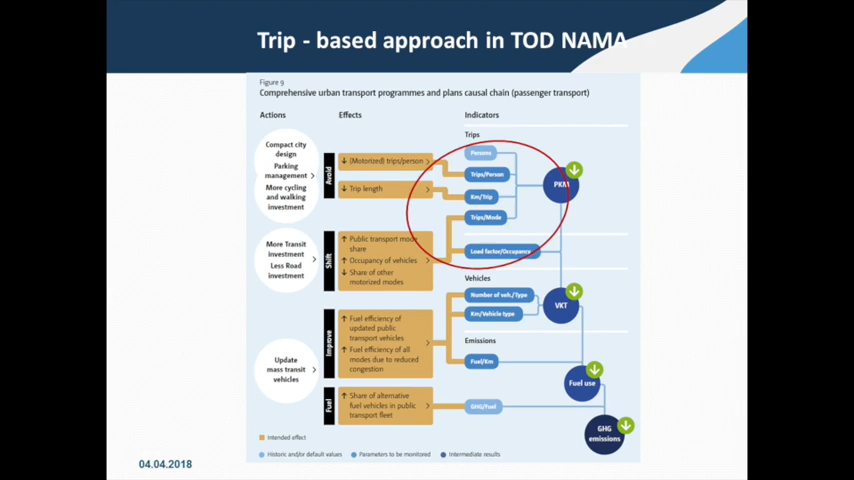 Trip - based approach in TOD NAMA
Figure 9
Comprehensive urban transport programmes and plans causal chain (passenger transport)
Actions
Effects
Indicators
Trips
Compact city
design
Parking
management
More cycling
and walking
investment
Avoid
↓ (Motorized) trips/person
↓ Trip length
Persons
Trips/Person
Km/Trip
Trips/Mode
PKM
More Transit
investment
Less Road
investment
Shift
↑ Public transport mode
share
↑ Occupancy of vehicles
↓ Share of other
motorized modes
Load factor/Occupancy
Vehicles
Number of veh./Type
Km/Vehicle type
VKT
Update
mass transit
vehicles
Improve
↑ Fuel efficiency of
updated public
transport vehicles
↑ Fuel efficiency of all
modes due to reduced
congestion
Emissions
Fuel/Km
Fuel use
Fuel
↑ Share of alternative
fuel vehicles in public
transport fleet
GHG/Fuel
GHG
emissions
Intended effect
Historic and/or default values
Parameters to be monitored
Intermediate results
04.04.2018